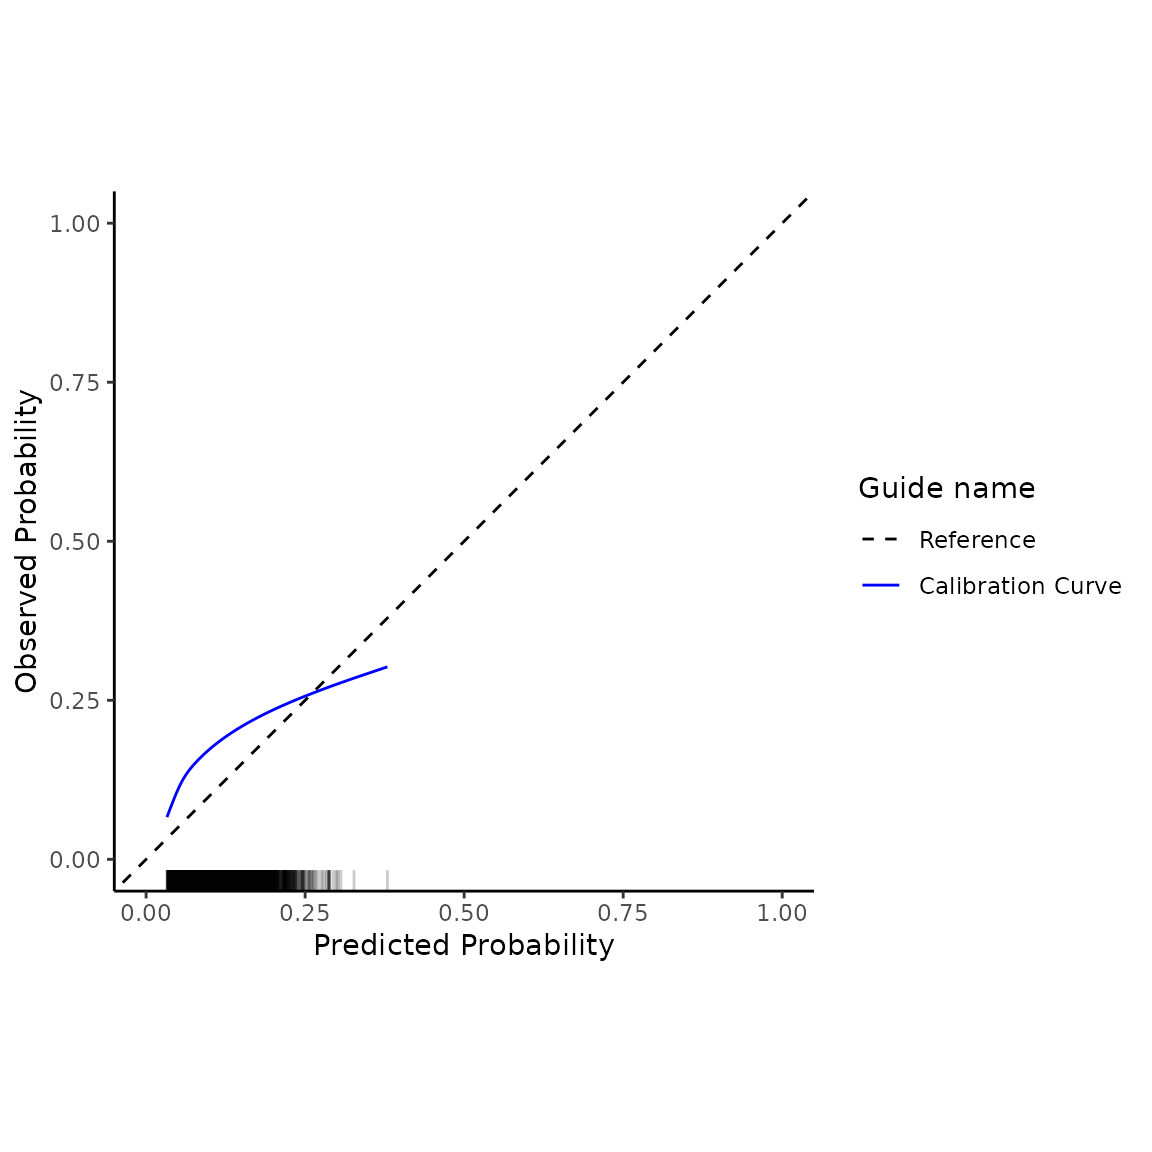 1.00
0.75
0.50
0.25
0.00
Observed Probability
0.00 0.25 0.50 0.75 1.00
Predicted Probability
Guide name
Reference
Calibration Curve